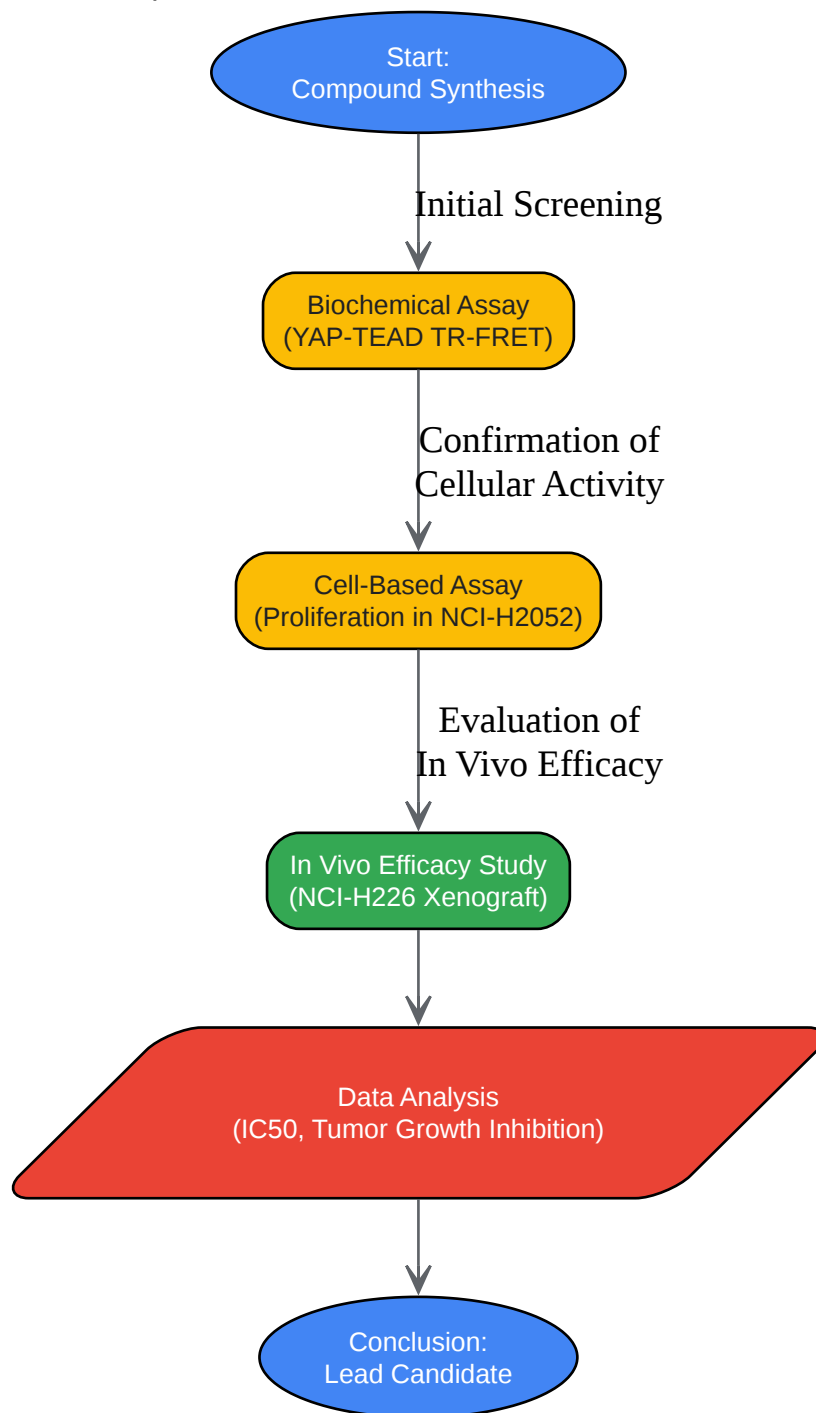 Start:
Compound Synthesis
Initial Screening
Biochemical Assay
(YAP-TEAD TR-FRET)
Confirmation of
Cellular Activity
Cell-Based Assay
(Proliferation in NCI-H2052)
Evaluation of
In Vivo Efficacy
In Vivo Efficacy Study
(NCI-H226 Xenograft)
Data Analysis
(IC50, Tumor Growth Inhibition)
Conclusion:
Lead Candidate